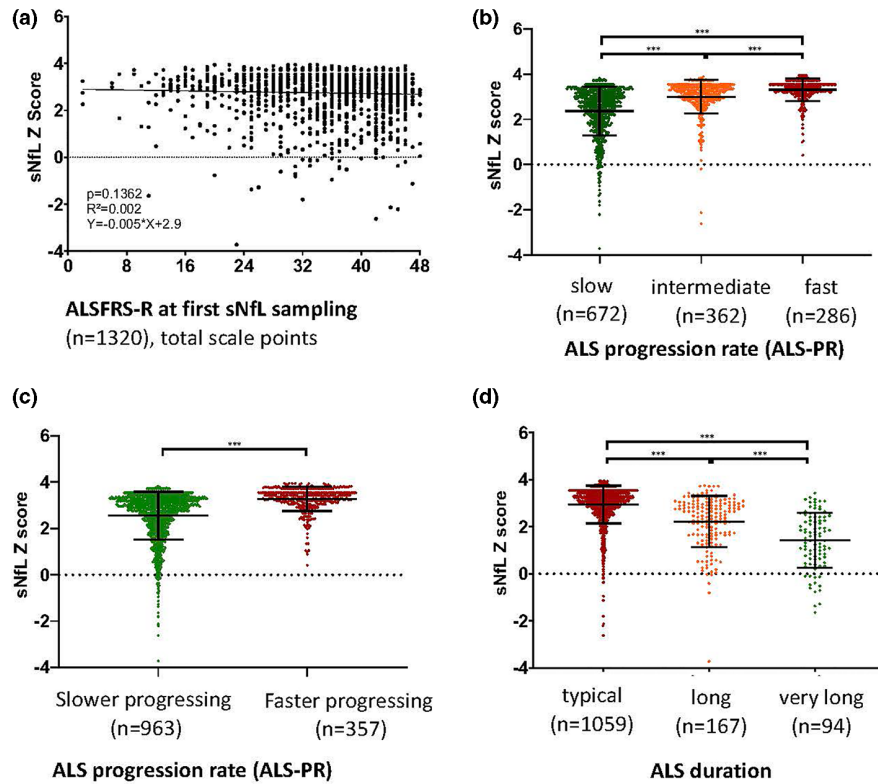 (a)
6
4
2
0
-2
-4
sNfL Z Score
p=0.1362
R²=0.002
Y=-0.005*X+2.9
0 8 16 24 32 40 48
ALSFRS-R at first sNfL sampling
(n=1320), total scale points
(b)
***
*** ***
6
4
2
0
-2
-4
sNfL Z Score
slow intermediate fast
(n=672) (n=362) (n=286)
ALS progression rate (ALS-PR)
(c)
***
6
4
2
0
-2
-4
sNfL Z score
Slower progressing Faster progressing
(n=963) (n=357)
ALS progression rate (ALS-PR)
(d)
***
*** ***
6
4
2
0
-2
-4
sNfL Z score
typical long very long
(n=1059) (n=167) (n=94)
ALS duration